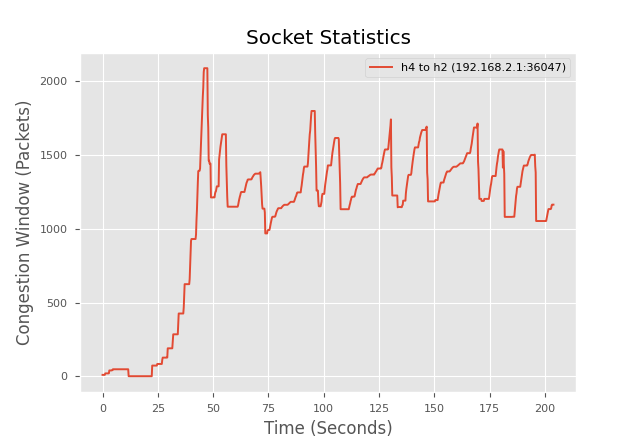 Socket Statistics
h4 to h2 (192.168.2.1:36047)
Congestion Window (Packets)
2000
1500
1000
500
0
0 25 50 75 100 125 150 175 200
Time (Seconds)